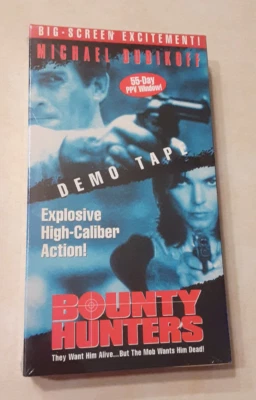 BIG-SCREEN EXCITEMENT!
MICHAEL DUDIKOFF
55-Day
PPV Window!
DEMO TAPE
Explosive
High-Caliber
Action!
BOUNTY
HUNTERS
They Want Him Alive....But The Mob Wants Him Dead!